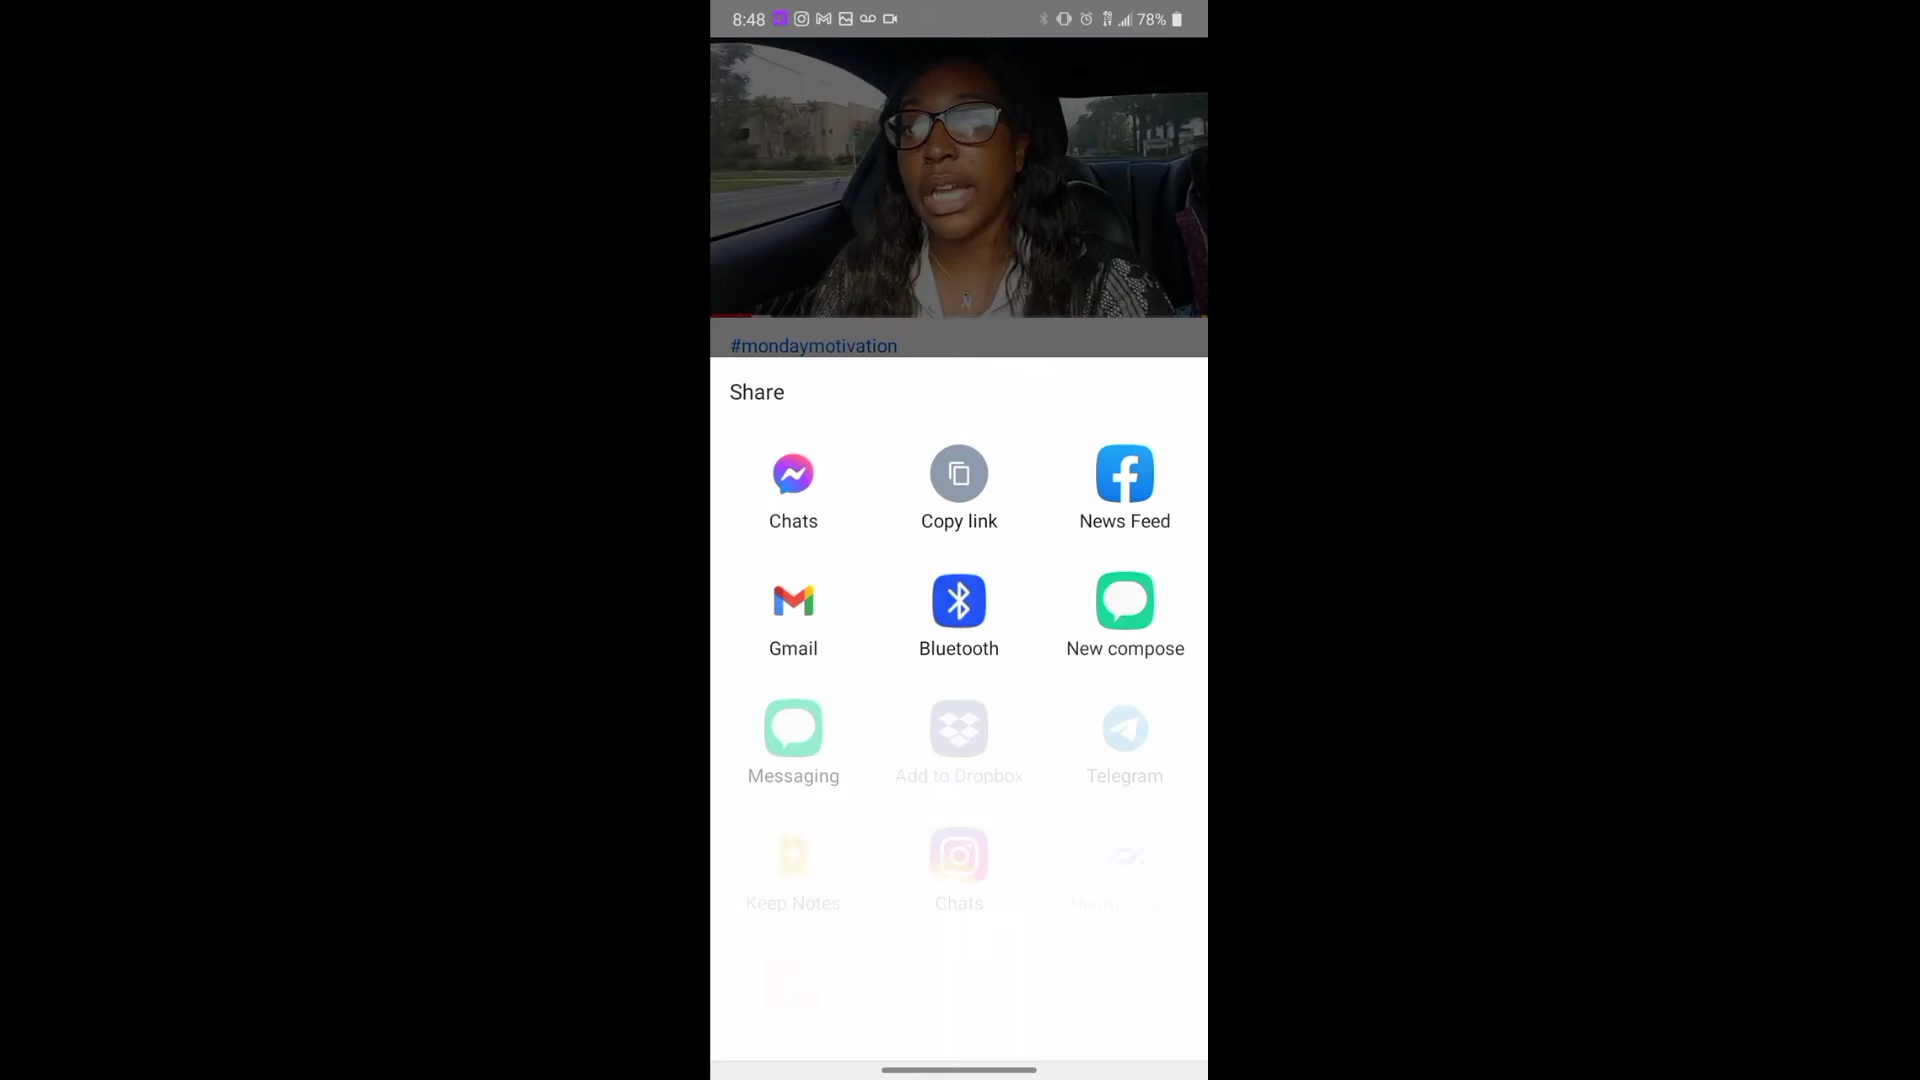 8:48 78%
#mondaymotivation
Share
Chats Copy link News Feed
Gmail Bluetooth New compose
Messaging Add to Dropbox Telegram
Keep Notes Chats